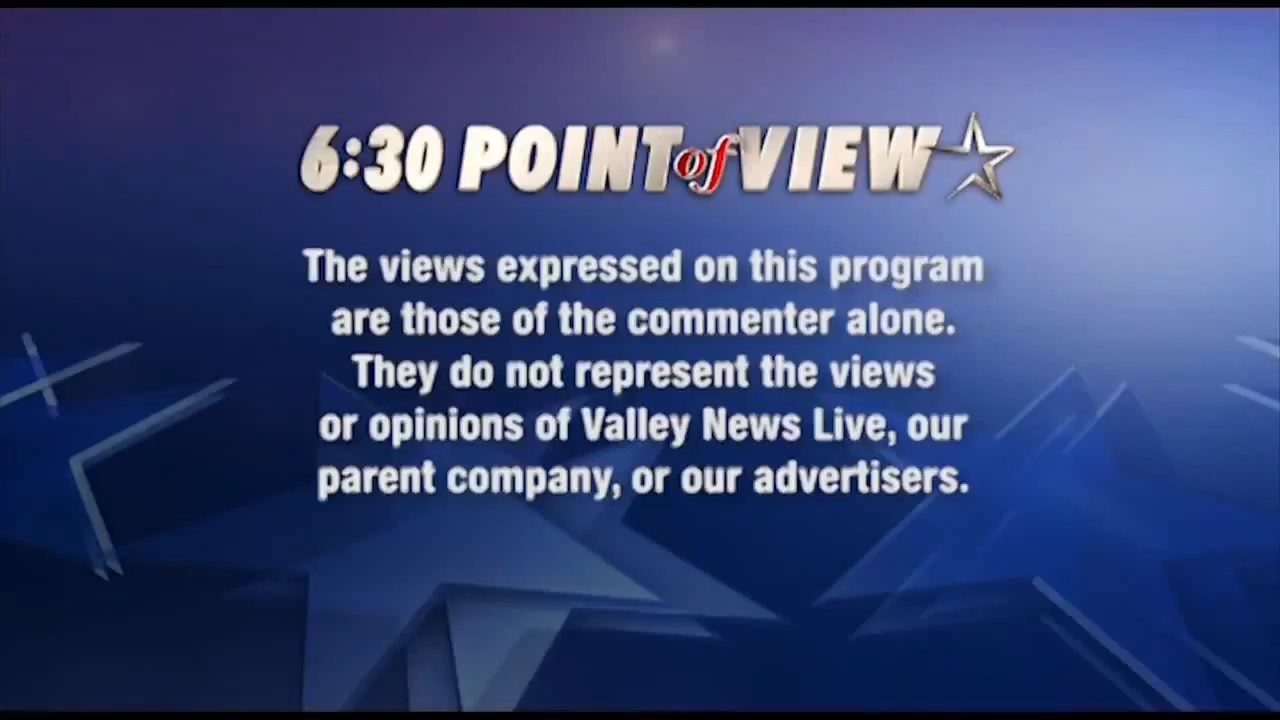 6:30 POINT of VIEW
The views expressed on this program
are those of the commenter alone.
They do not represent the views
or opinions of Valley News Live, our
parent company, or our advertisers.